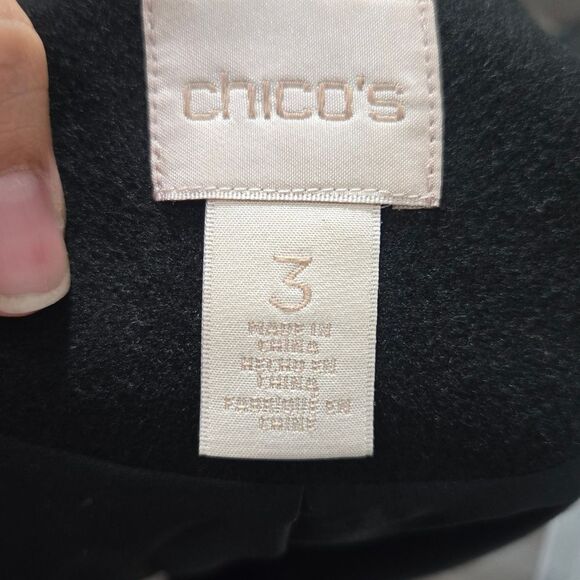 chico's
3
MADE IN
CHINA
HECHO EN
CHINA
FABRIQUÉ EN
CHINE